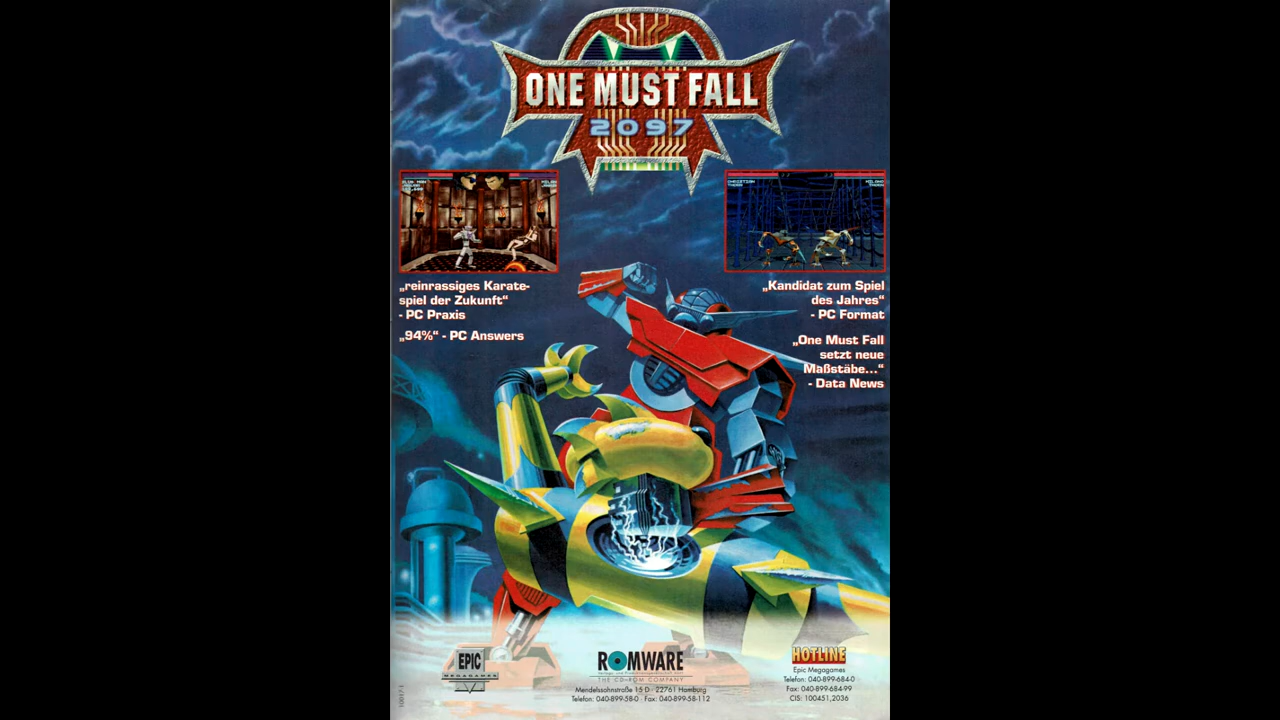 ONE MUST FALL
2097
„reinrassiges Karate-
spiel der Zukunft“
- PC Praxis
„94%“ - PC Answers
„Kandidat zum Spiel
des Jahres“
- PC Format
„One Must Fall
setzt neue
Maßstäbe...“
- Data News
EPIC
MEGAGAMES
ROMWARE
THE CD-ROM COMPANY
Mendelssohnstraße 15 D · 22761 Hamburg
Telefon: 040-899-58-0 · Fax: 040-899-58-112
HOTLINE
Epic Megagames
Telefon: 040-899-684-0
Fax: 040-899-684-99
CIS: 100451,2036